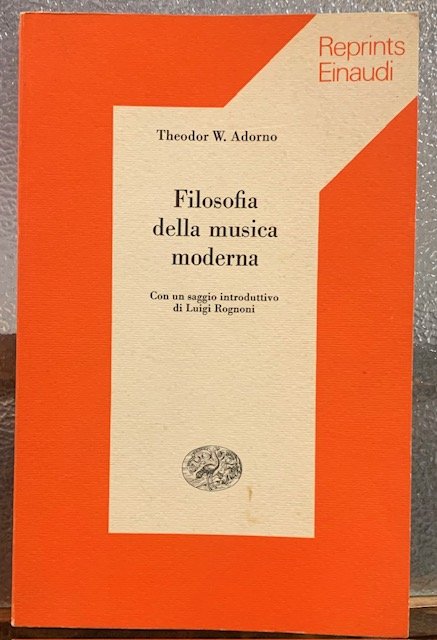 Reprints
Einaudi
Theodor W. Adorno
Filosofia
della musica
moderna
Con un saggio introduttivo
di Luigi Rognoni